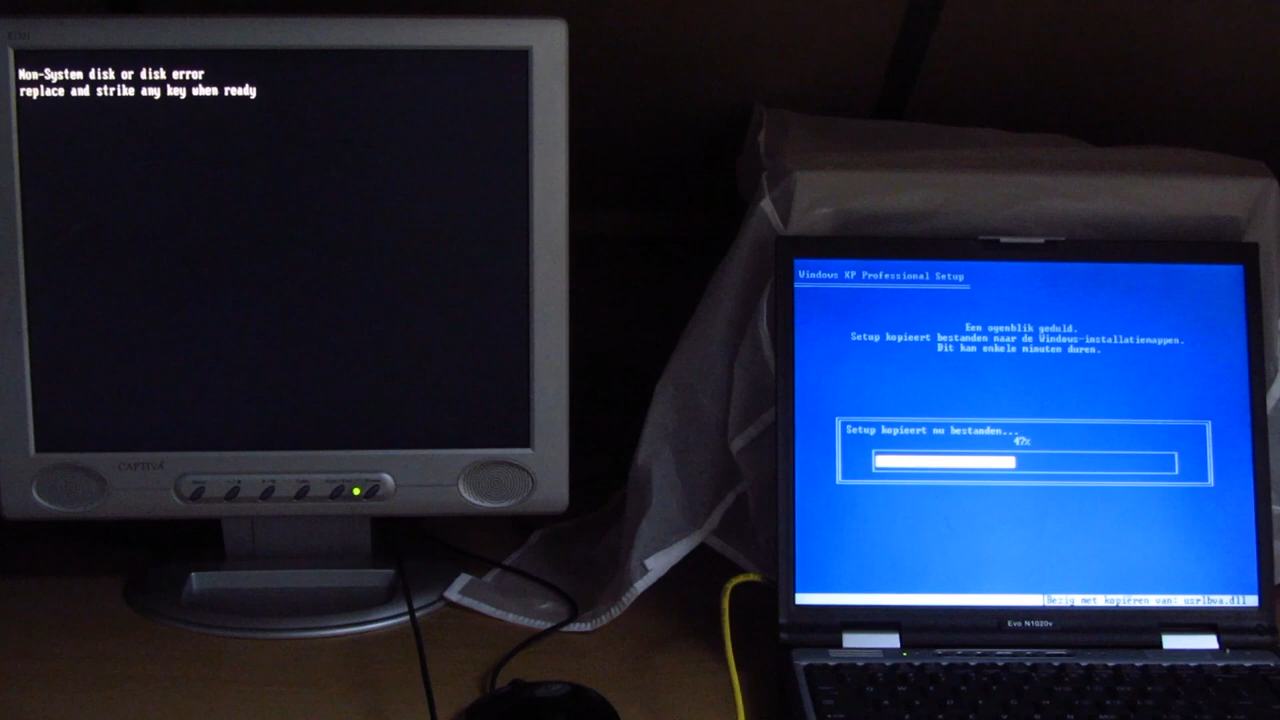 Non-System disk or disk error
replace and strike any key when ready
CAPTIVA
Windows XP Professional Setup
Een ogenblik geduld.
Setup kopieert bestanden naar de Windows-installatiemappen.
Dit kan enkele minuten duren.
Setup kopieert nu bestanden...
47%
Bezig met kopiëren van: usrlbva.dll
Evo N1020v